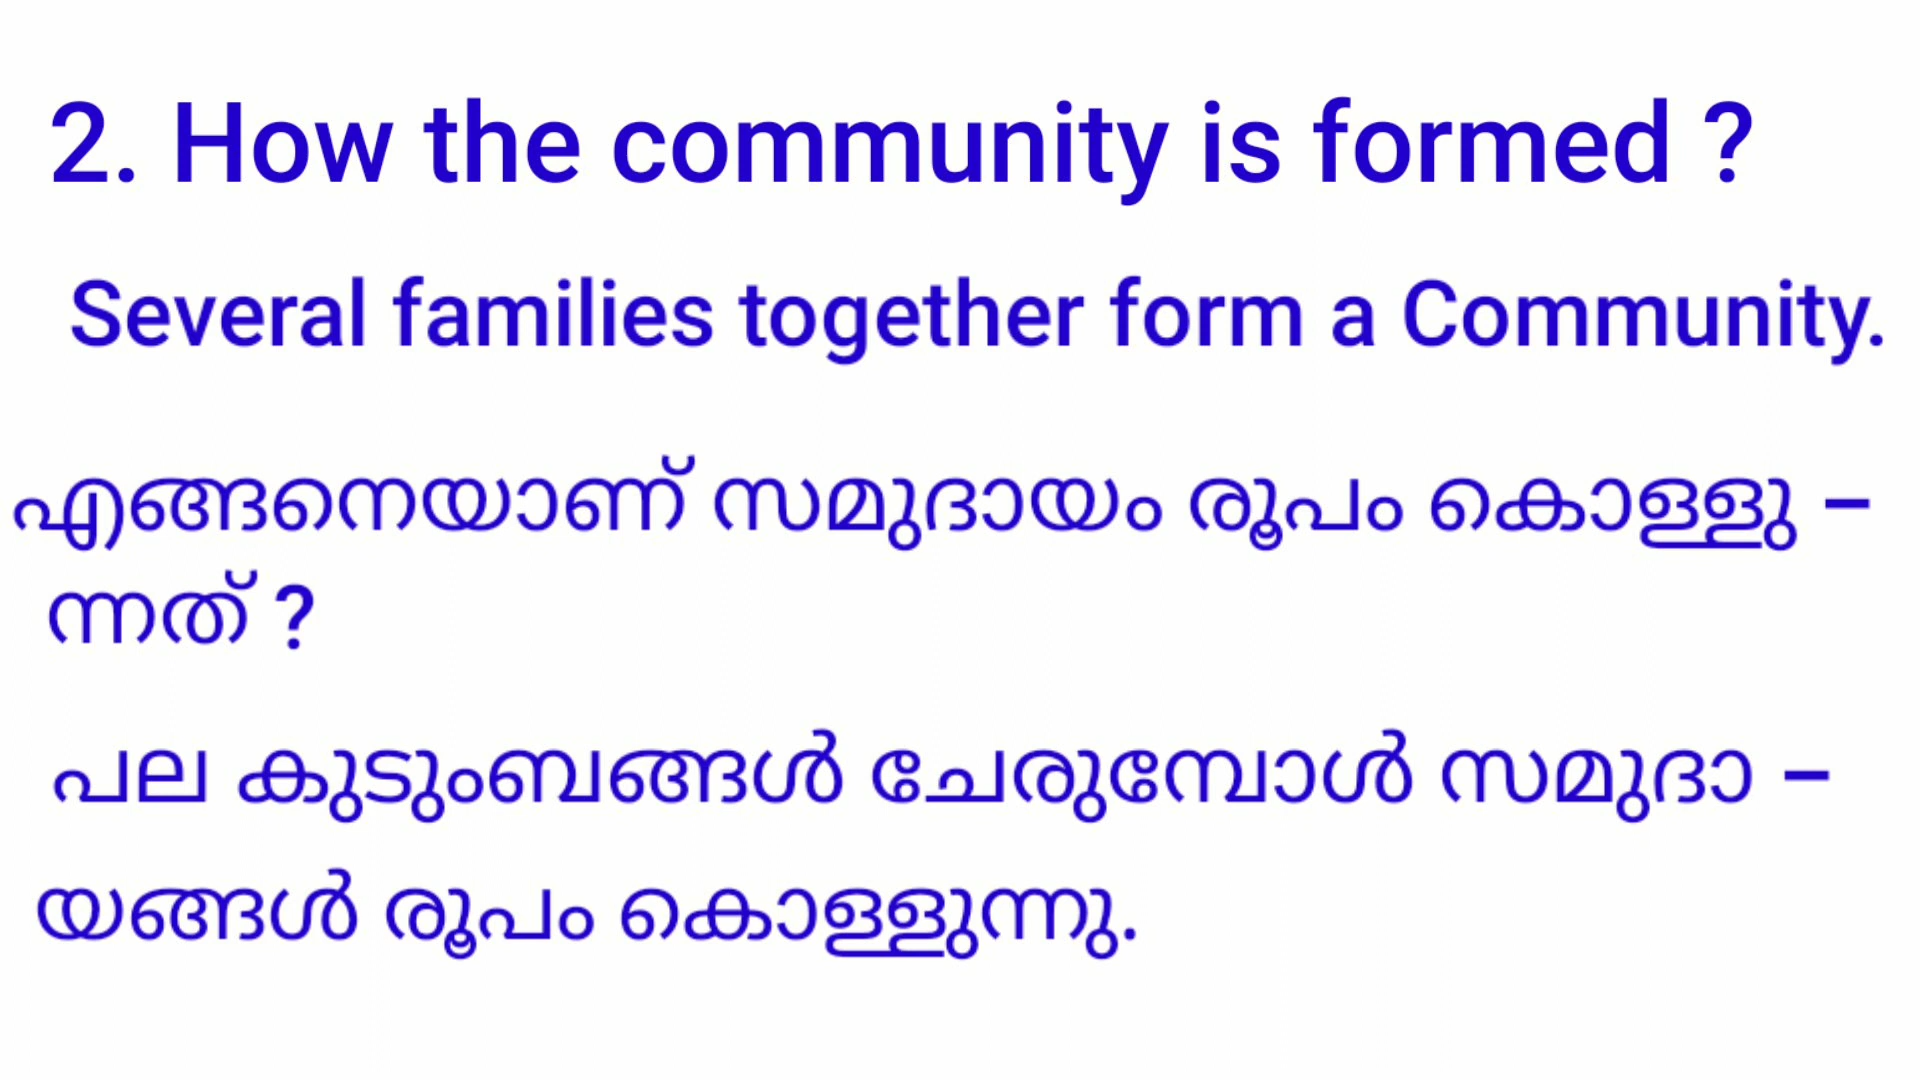 2. How the community is formed ?
Several families together form a Community.
എങ്ങനെയാണ് സമുദായം രൂപം കൊള്ളു –
ന്നത് ?
പല കുടുംബങ്ങൾ ചേരുമ്പോൾ സമുദാ –
യങ്ങൾ രൂപം കൊള്ളുന്നു.